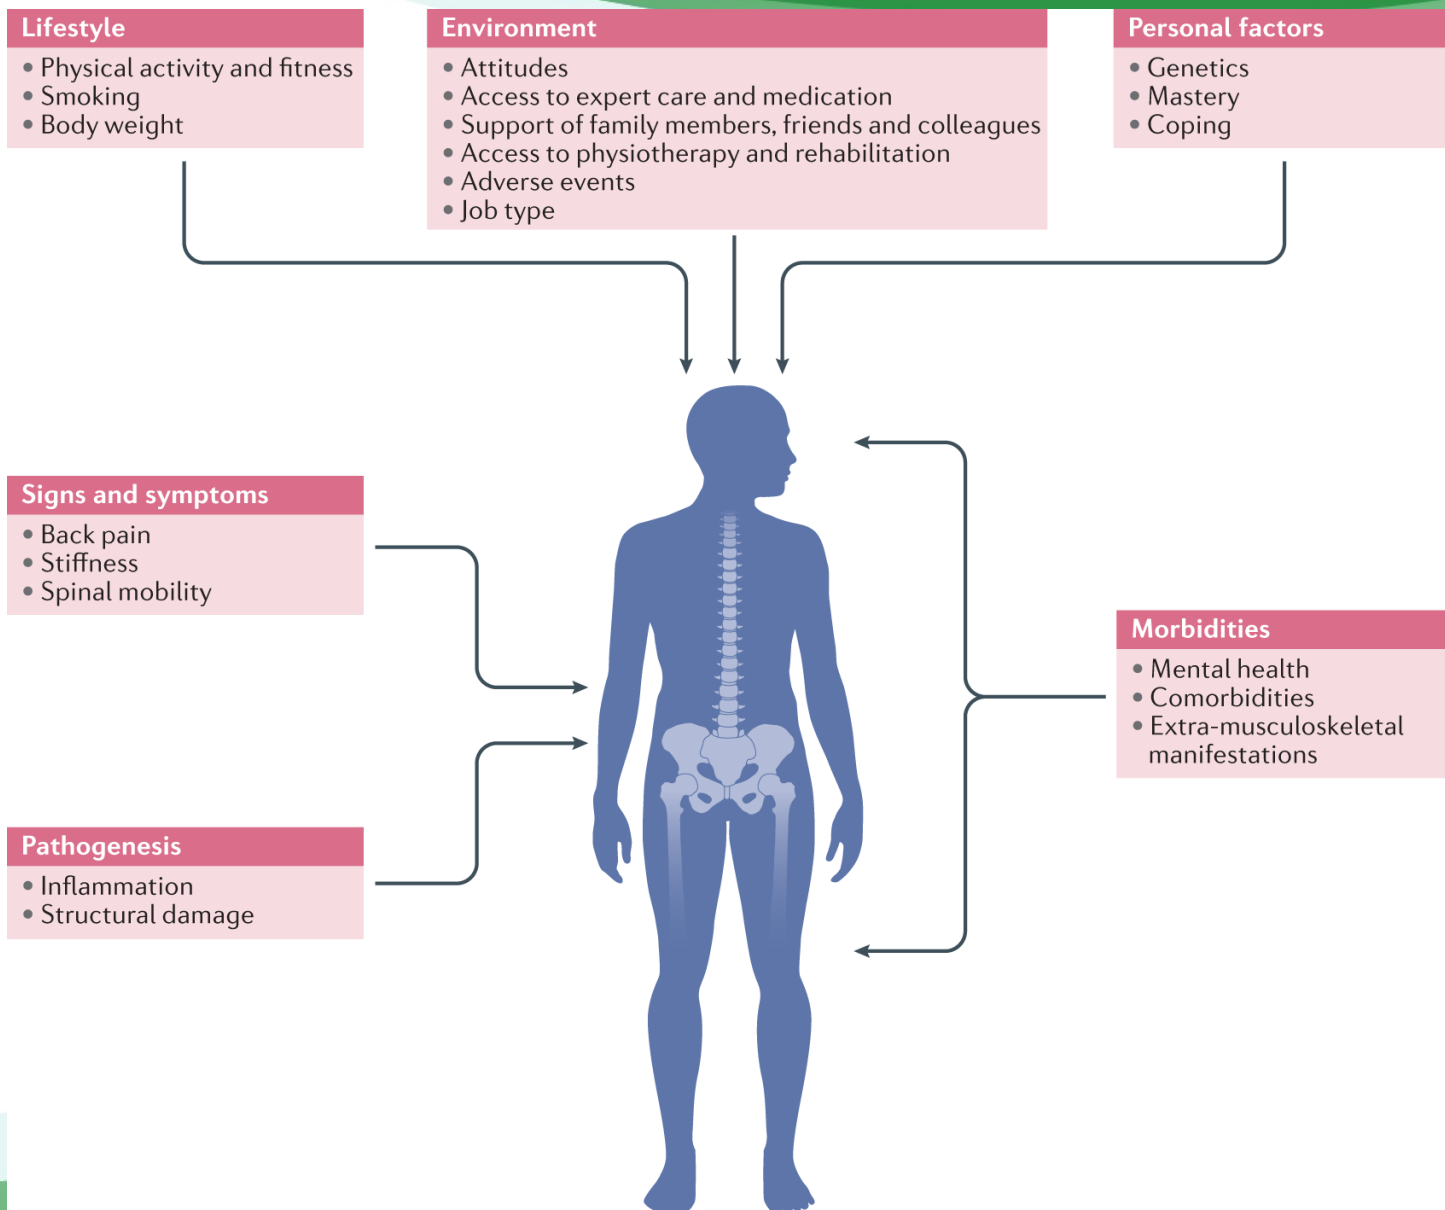 Lifestyle
• Physical activity and fitness
• Smoking
• Body weight
Environment
• Attitudes
• Access to expert care and medication
• Support of family members, friends and colleagues
• Access to physiotherapy and rehabilitation
• Adverse events
• Job type
Personal factors
• Genetics
• Mastery
• Coping
Signs and symptoms
• Back pain
• Stiffness
• Spinal mobility
Morbidities
• Mental health
• Comorbidities
• Extra-musculoskeletal
manifestations
Pathogenesis
• Inflammation
• Structural damage